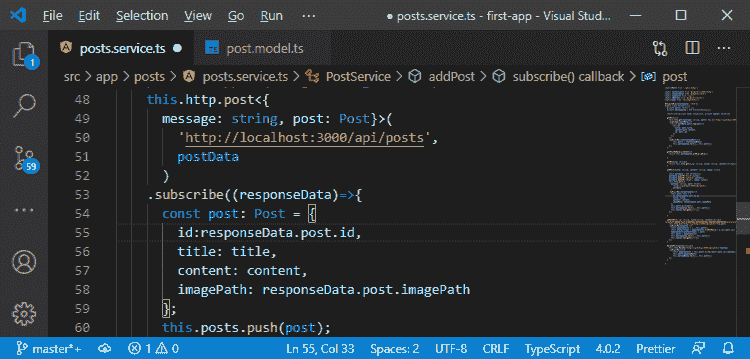 File Edit Selection View Go Run ··· ● posts.service.ts - first-app - Visual Stud...
posts.service.ts ● TS post.model.ts
src > app > posts > posts.service.ts > PostService > addPost > subscribe() callback > post
1
59
48 this.http.post<{
49 message: string, post: Post}>(
50 'http://localhost:3000/api/posts',
51 postData
52 )
53 .subscribe((responseData)=>{
54 const post: Post = {
55 id:responseData.post.id,
56 title: title,
57 content: content,
58 imagePath: responseData.post.imagePath
59 };
60 this.posts.push(post);
master*+ 1 0 Ln 55, Col 33 Spaces: 2 UTF-8 CRLF TypeScript 4.0.2 Prettier